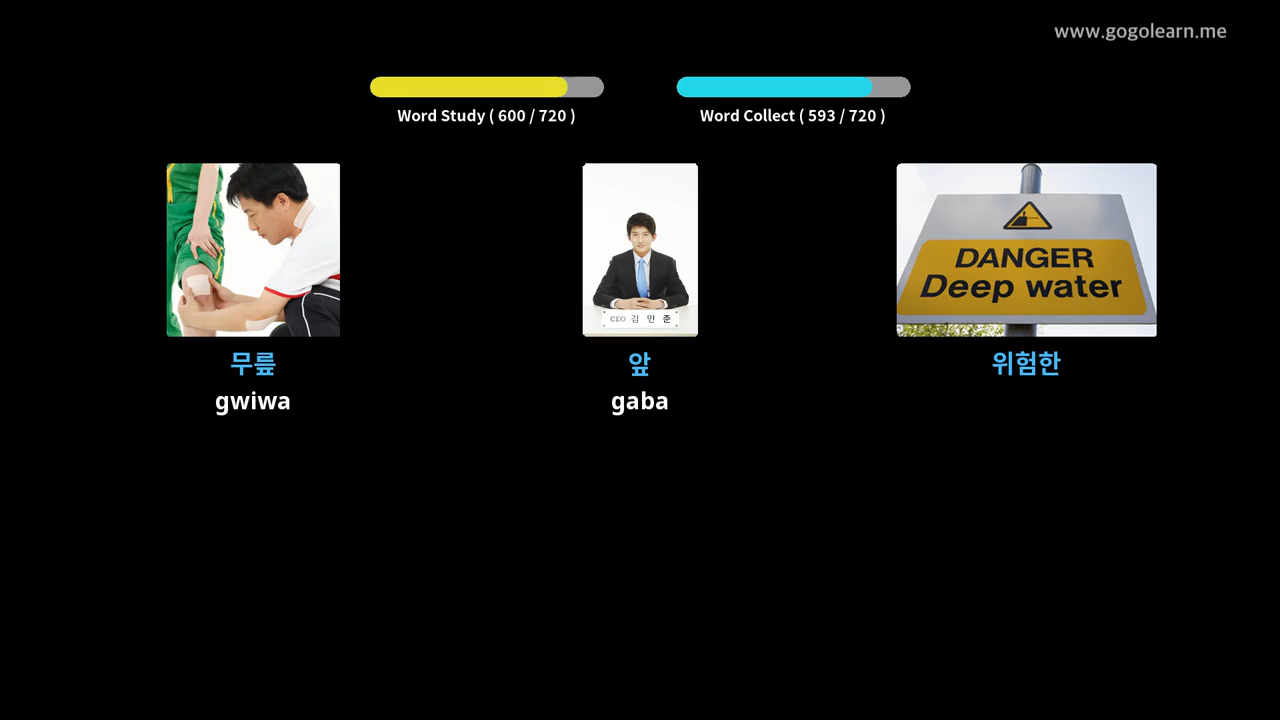 www.gogolearn.me
Word Study ( 600 / 720 )
Word Collect ( 593 / 720 )
CEO 김 민 준
DANGER
Deep water
무릎
앞
위험한
gwiwa
gaba